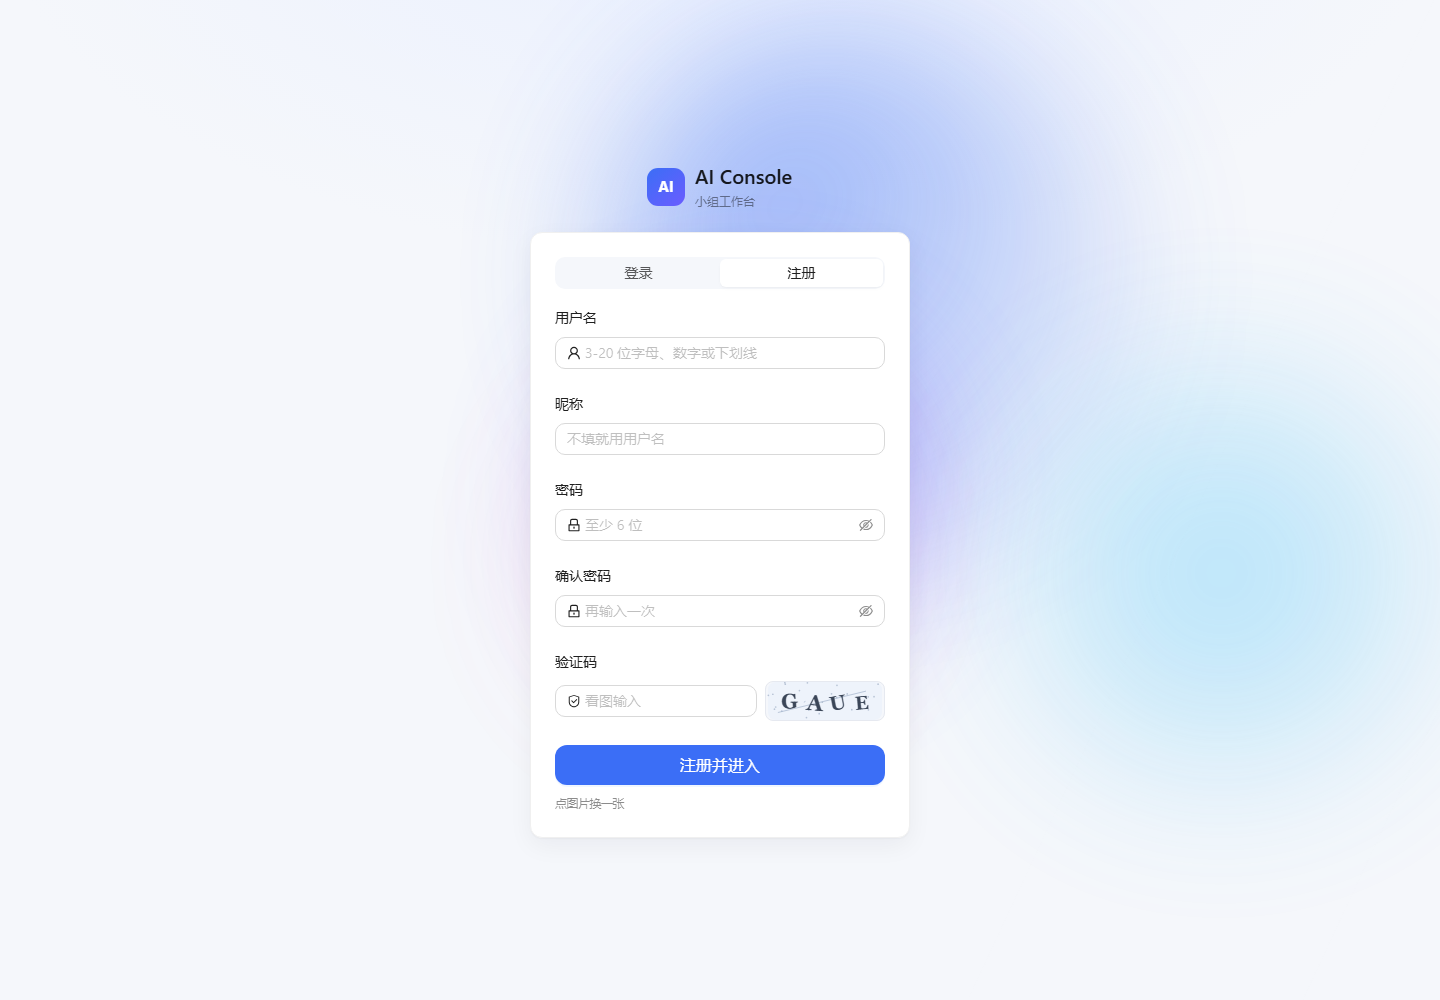 AI
AI Console
小组工作台
登录
注册
用户名
3-20 位字母、数字或下划线
昵称
不填就用用户名
密码
至少 6 位
确认密码
再输入一次
验证码
看图输入
GAUE
注册并进入
点图片换一张